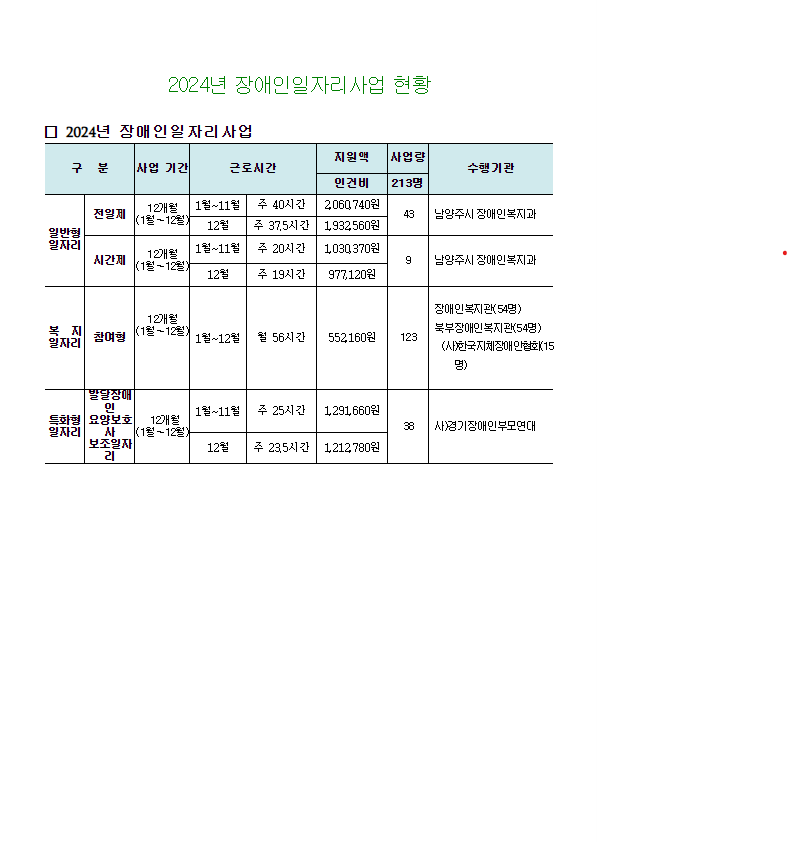 2024년 장애인일자리사업 현황
□ 2024년 장애인일자리사업
구 분 사업 기간 근로시간 지원액 사업량 수행기관
인건비 213명
일반형
일자리
전일제
12개월
(1월~12월)
1월~11월 주 40시간 2,060,740원
12월 주 37.5시간 1,932,560원
43
남양주시 장애인복지과
시간제
12개월
(1월~12월)
1월~11월 주 20시간 1,030,370원
12월 주 19시간 977,120원
9
남양주시 장애인복지과
복 지
일자리
참여형
12개월
(1월~12월)
1월~12월 월 56시간 552,160원
123
장애인복지관(54명)
북부장애인복지관(54명)
(사)한국지체장애인협회(15
명)
특화형
일자리
발달장애
인
요양보호
사
보조일자
리
12개월
(1월~12월)
1월~11월 주 25시간 1,291,660원
12월 주 23.5시간 1,212,780원
38
사)경기장애인부모연대